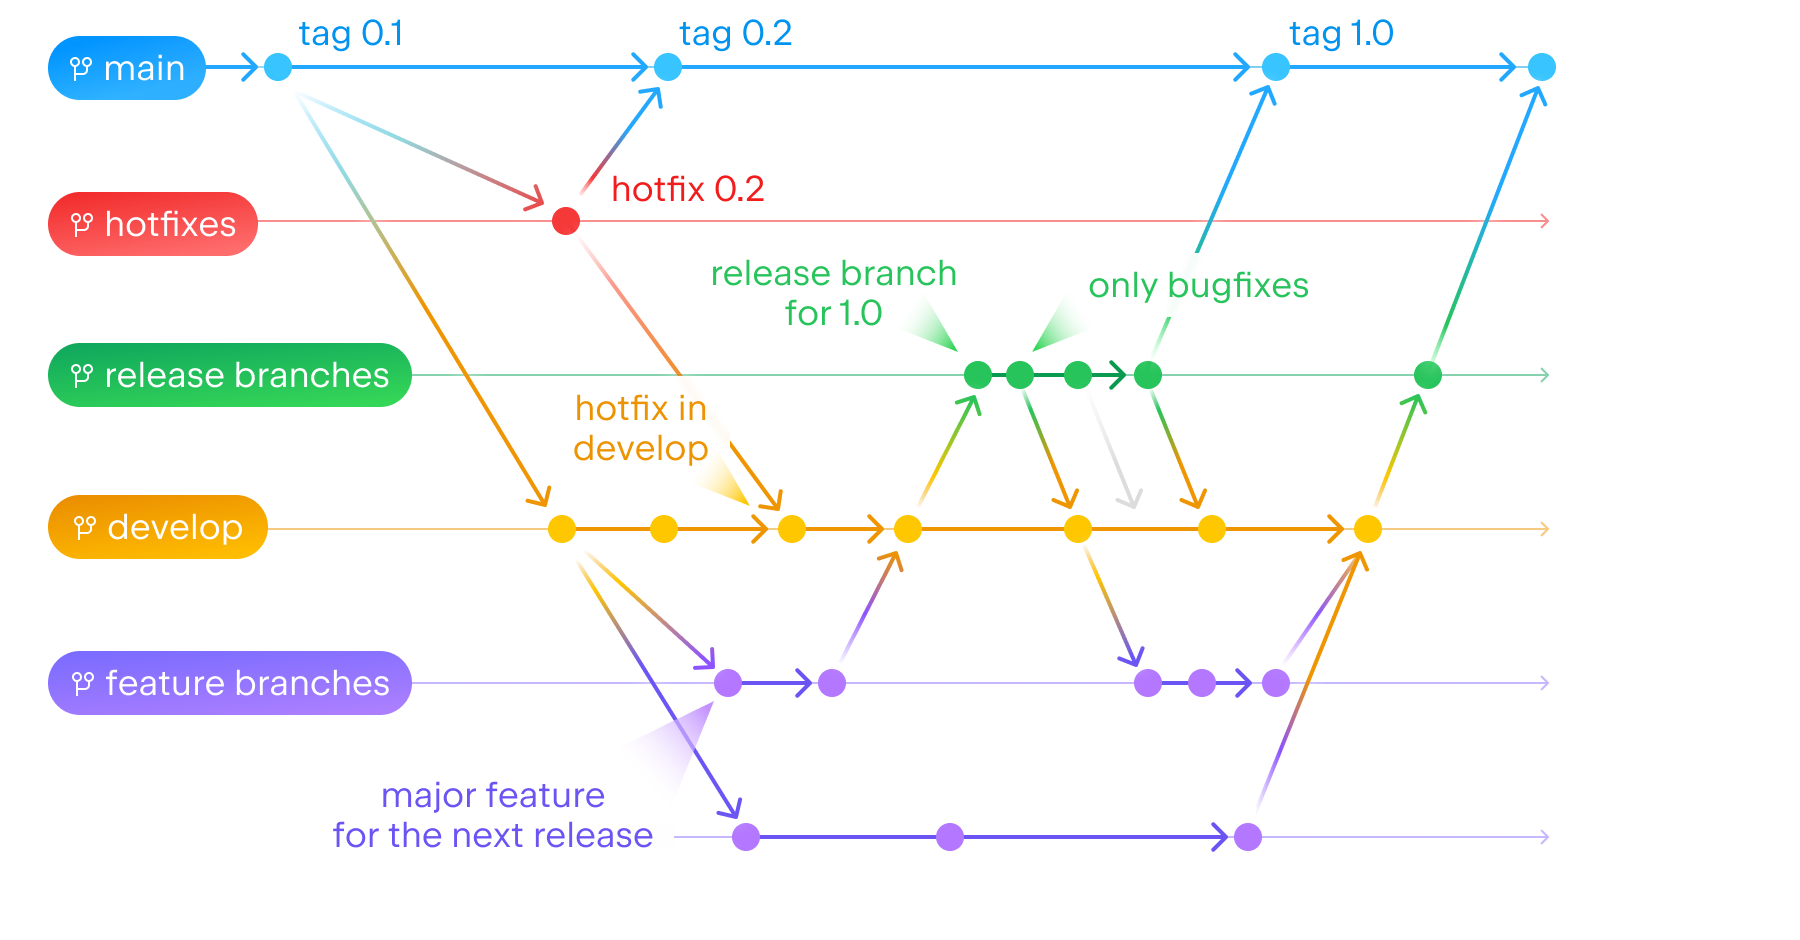 tag 0.1
tag 0.2
tag 1.0
main
hotfixes
hotfix 0.2
release branch
for 1.0
only bugfixes
release branches
hotfix in
develop
develop
feature branches
major feature
for the next release